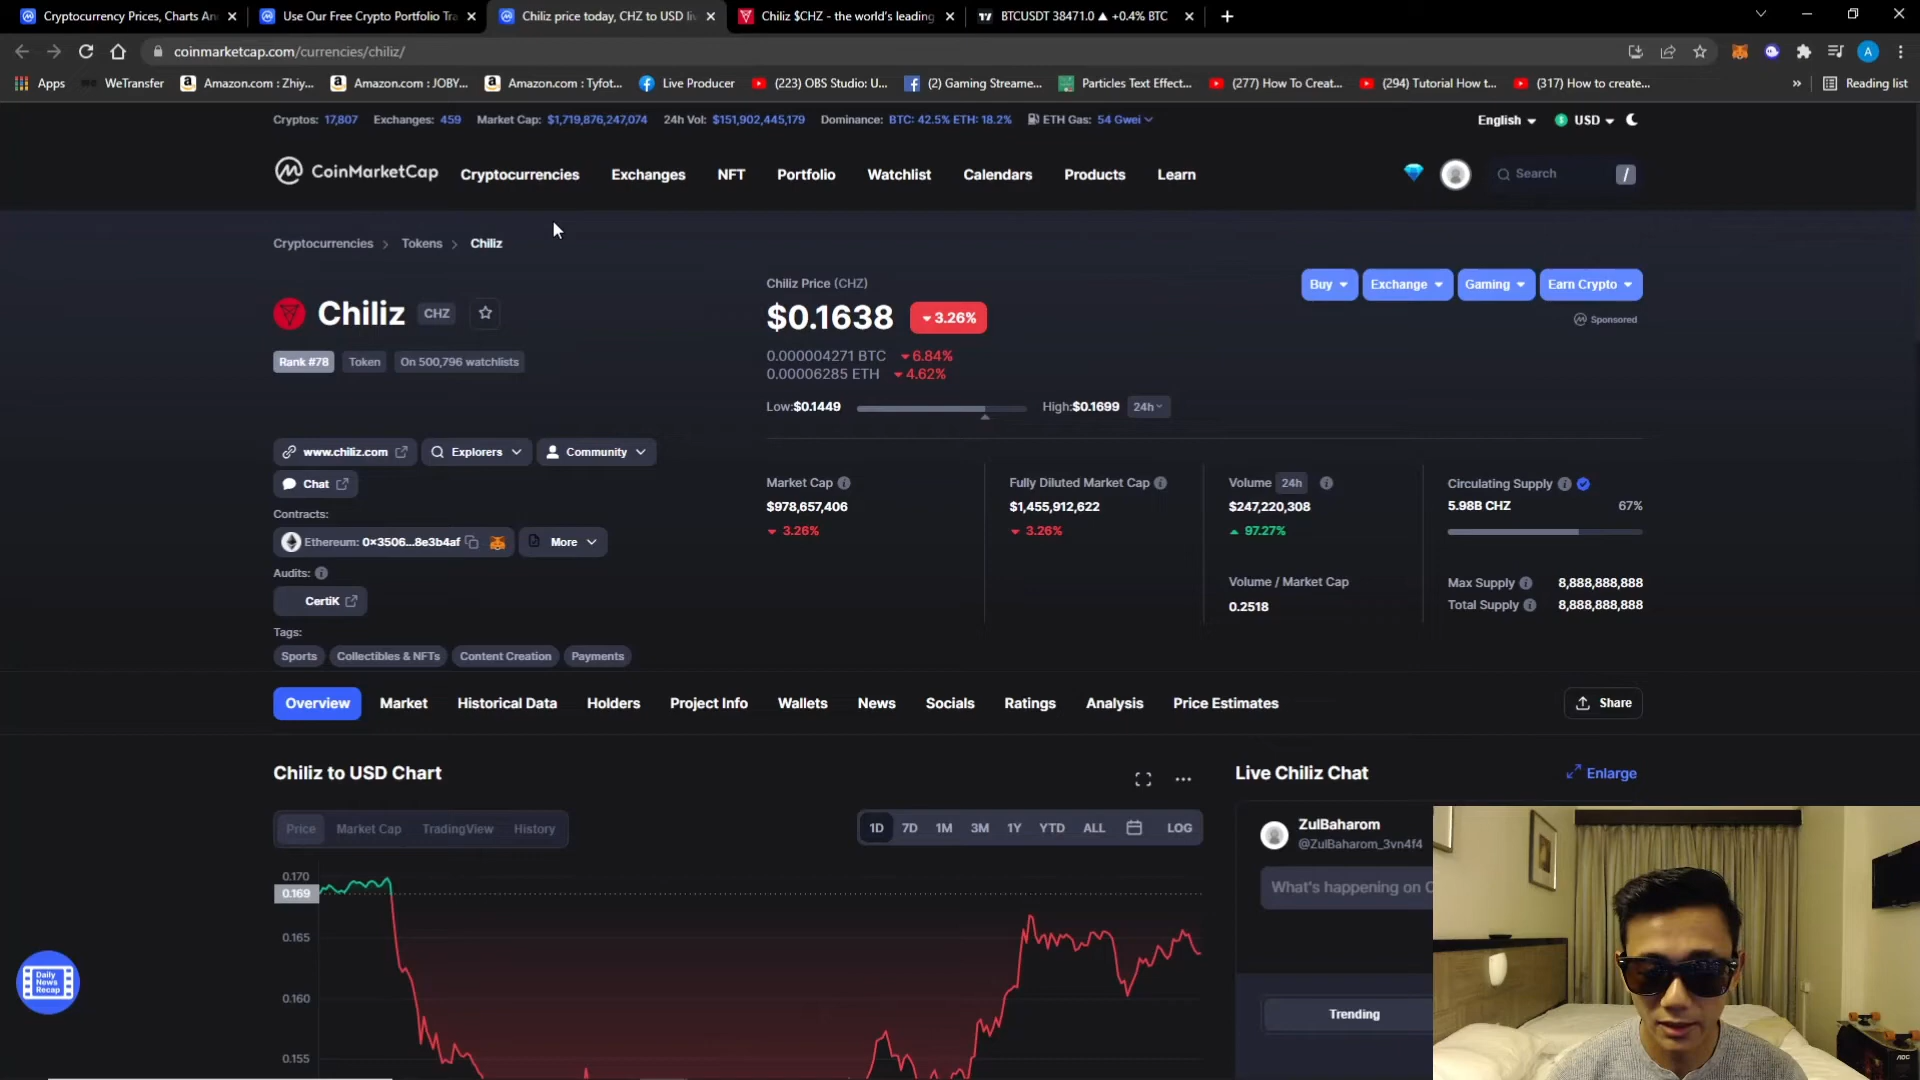 Cryptocurrency Prices, Charts An
Use Our Free Crypto Portfolio Tra
Chiliz price today, CHZ to USD li
Chiliz $CHZ - the world's leading
BTCUSDT 38471.0 ▲ +0.4% BTC
coinmarketcap.com/currencies/chiliz/
A
Apps
WeTransfer
Amazon.com : Zhiy...
Amazon.com : JOBY...
Amazon.com : Tyfot...
Live Producer
(223) OBS Studio: U...
(2) Gaming Streame...
Particles Text Effect...
(277) How To Create...
(294) Tutorial How t...
(317) How to create...
»
Reading list
Cryptos: 17,807 Exchanges: 459 Market Cap: $1,719,876,247,074 24h Vol: $151,902,445,179 Dominance: BTC: 42.5% ETH: 18.2% ETH Gas: 54 Gwei
English USD
CoinMarketCap Cryptocurrencies Exchanges NFT Portfolio Watchlist Calendars Products Learn
Search /
Cryptocurrencies > Tokens > Chiliz
Chiliz CHZ
Rank #78 Token On 500,796 watchlists
Chiliz Price (CHZ)
$0.1638 3.26%
0.000004271 BTC 6.84%
0.00006285 ETH 4.62%
Low:$0.1449 High:$0.1699 24h
Buy Exchange Gaming Earn Crypto
Sponsored
www.chiliz.com Explorers Community
Chat
Contracts:
Ethereum: 0x3506...8e3b4af More
Audits:
CertiK
Tags:
Sports Collectibles & NFTs Content Creation Payments
Market Cap
$978,657,406
3.26%
Fully Diluted Market Cap
$1,455,912,622
3.26%
Volume 24h
$247,220,308
97.27%
Volume / Market Cap
0.2518
Circulating Supply
5.98B CHZ 67%
Max Supply 8,888,888,888
Total Supply 8,888,888,888
Overview Market Historical Data Holders Project Info Wallets News Socials Ratings Analysis Price Estimates
Share
Chiliz to USD Chart
Price Market Cap TradingView History
1D 7D 1M 3M 1Y YTD ALL LOG
0.170
0.169
0.165
0.160
0.155
Live Chiliz Chat Enlarge
ZulBaharom
@ZulBaharom_3vn4f4
What's happening on C
Trending
Daily
News
Recap
AOC